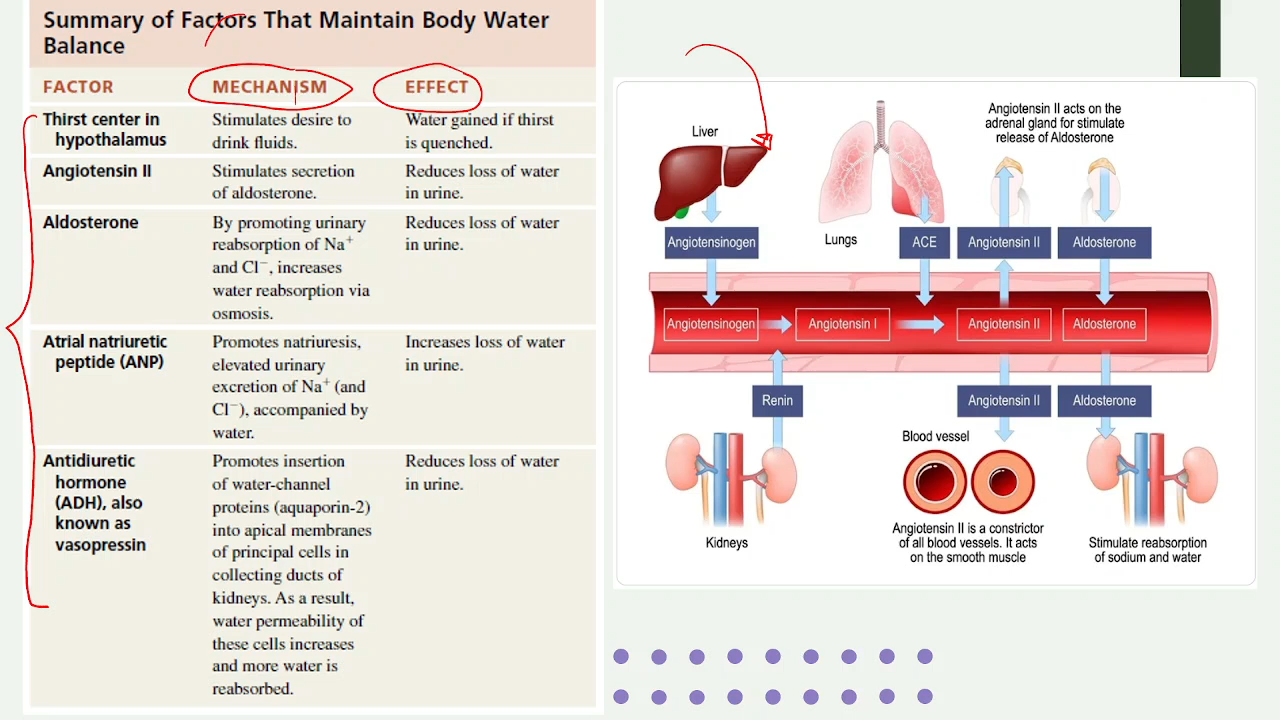 Summary of Factors That Maintain Body Water
Balance
FACTOR MECHANISM EFFECT
Thirst center in
hypothalamus
Stimulates desire to
drink fluids.
Water gained if thirst
is quenched.
Angiotensin II
Stimulates secretion
of aldosterone.
Reduces loss of water
in urine.
Aldosterone
By promoting urinary
reabsorption of Na⁺
and Cl⁻, increases
water reabsorption via
osmosis.
Reduces loss of water
in urine.
Atrial natriuretic
peptide (ANP)
Promotes natriuresis,
elevated urinary
excretion of Na⁺ (and
Cl⁻), accompanied by
water.
Increases loss of water
in urine.
Antidiuretic
hormone
(ADH), also
known as
vasopressin
Promotes insertion
of water-channel
proteins (aquaporin-2)
into apical membranes
of principal cells in
collecting ducts of
kidneys. As a result,
water permeability of
these cells increases
and more water is
reabsorbed.
Reduces loss of water
in urine.
Liver
Lungs
Angiotensin II acts on the
adrenal gland for stimulate
release of Aldosterone
Angiotensinogen
ACE
Angiotensin II
Aldosterone
Angiotensinogen
Angiotensin I
Angiotensin II
Aldosterone
Renin
Angiotensin II
Aldosterone
Kidneys
Blood vessel
Angiotensin II is a constrictor
of all blood vessels. It acts
on the smooth muscle
Stimulate reabsorption
of sodium and water